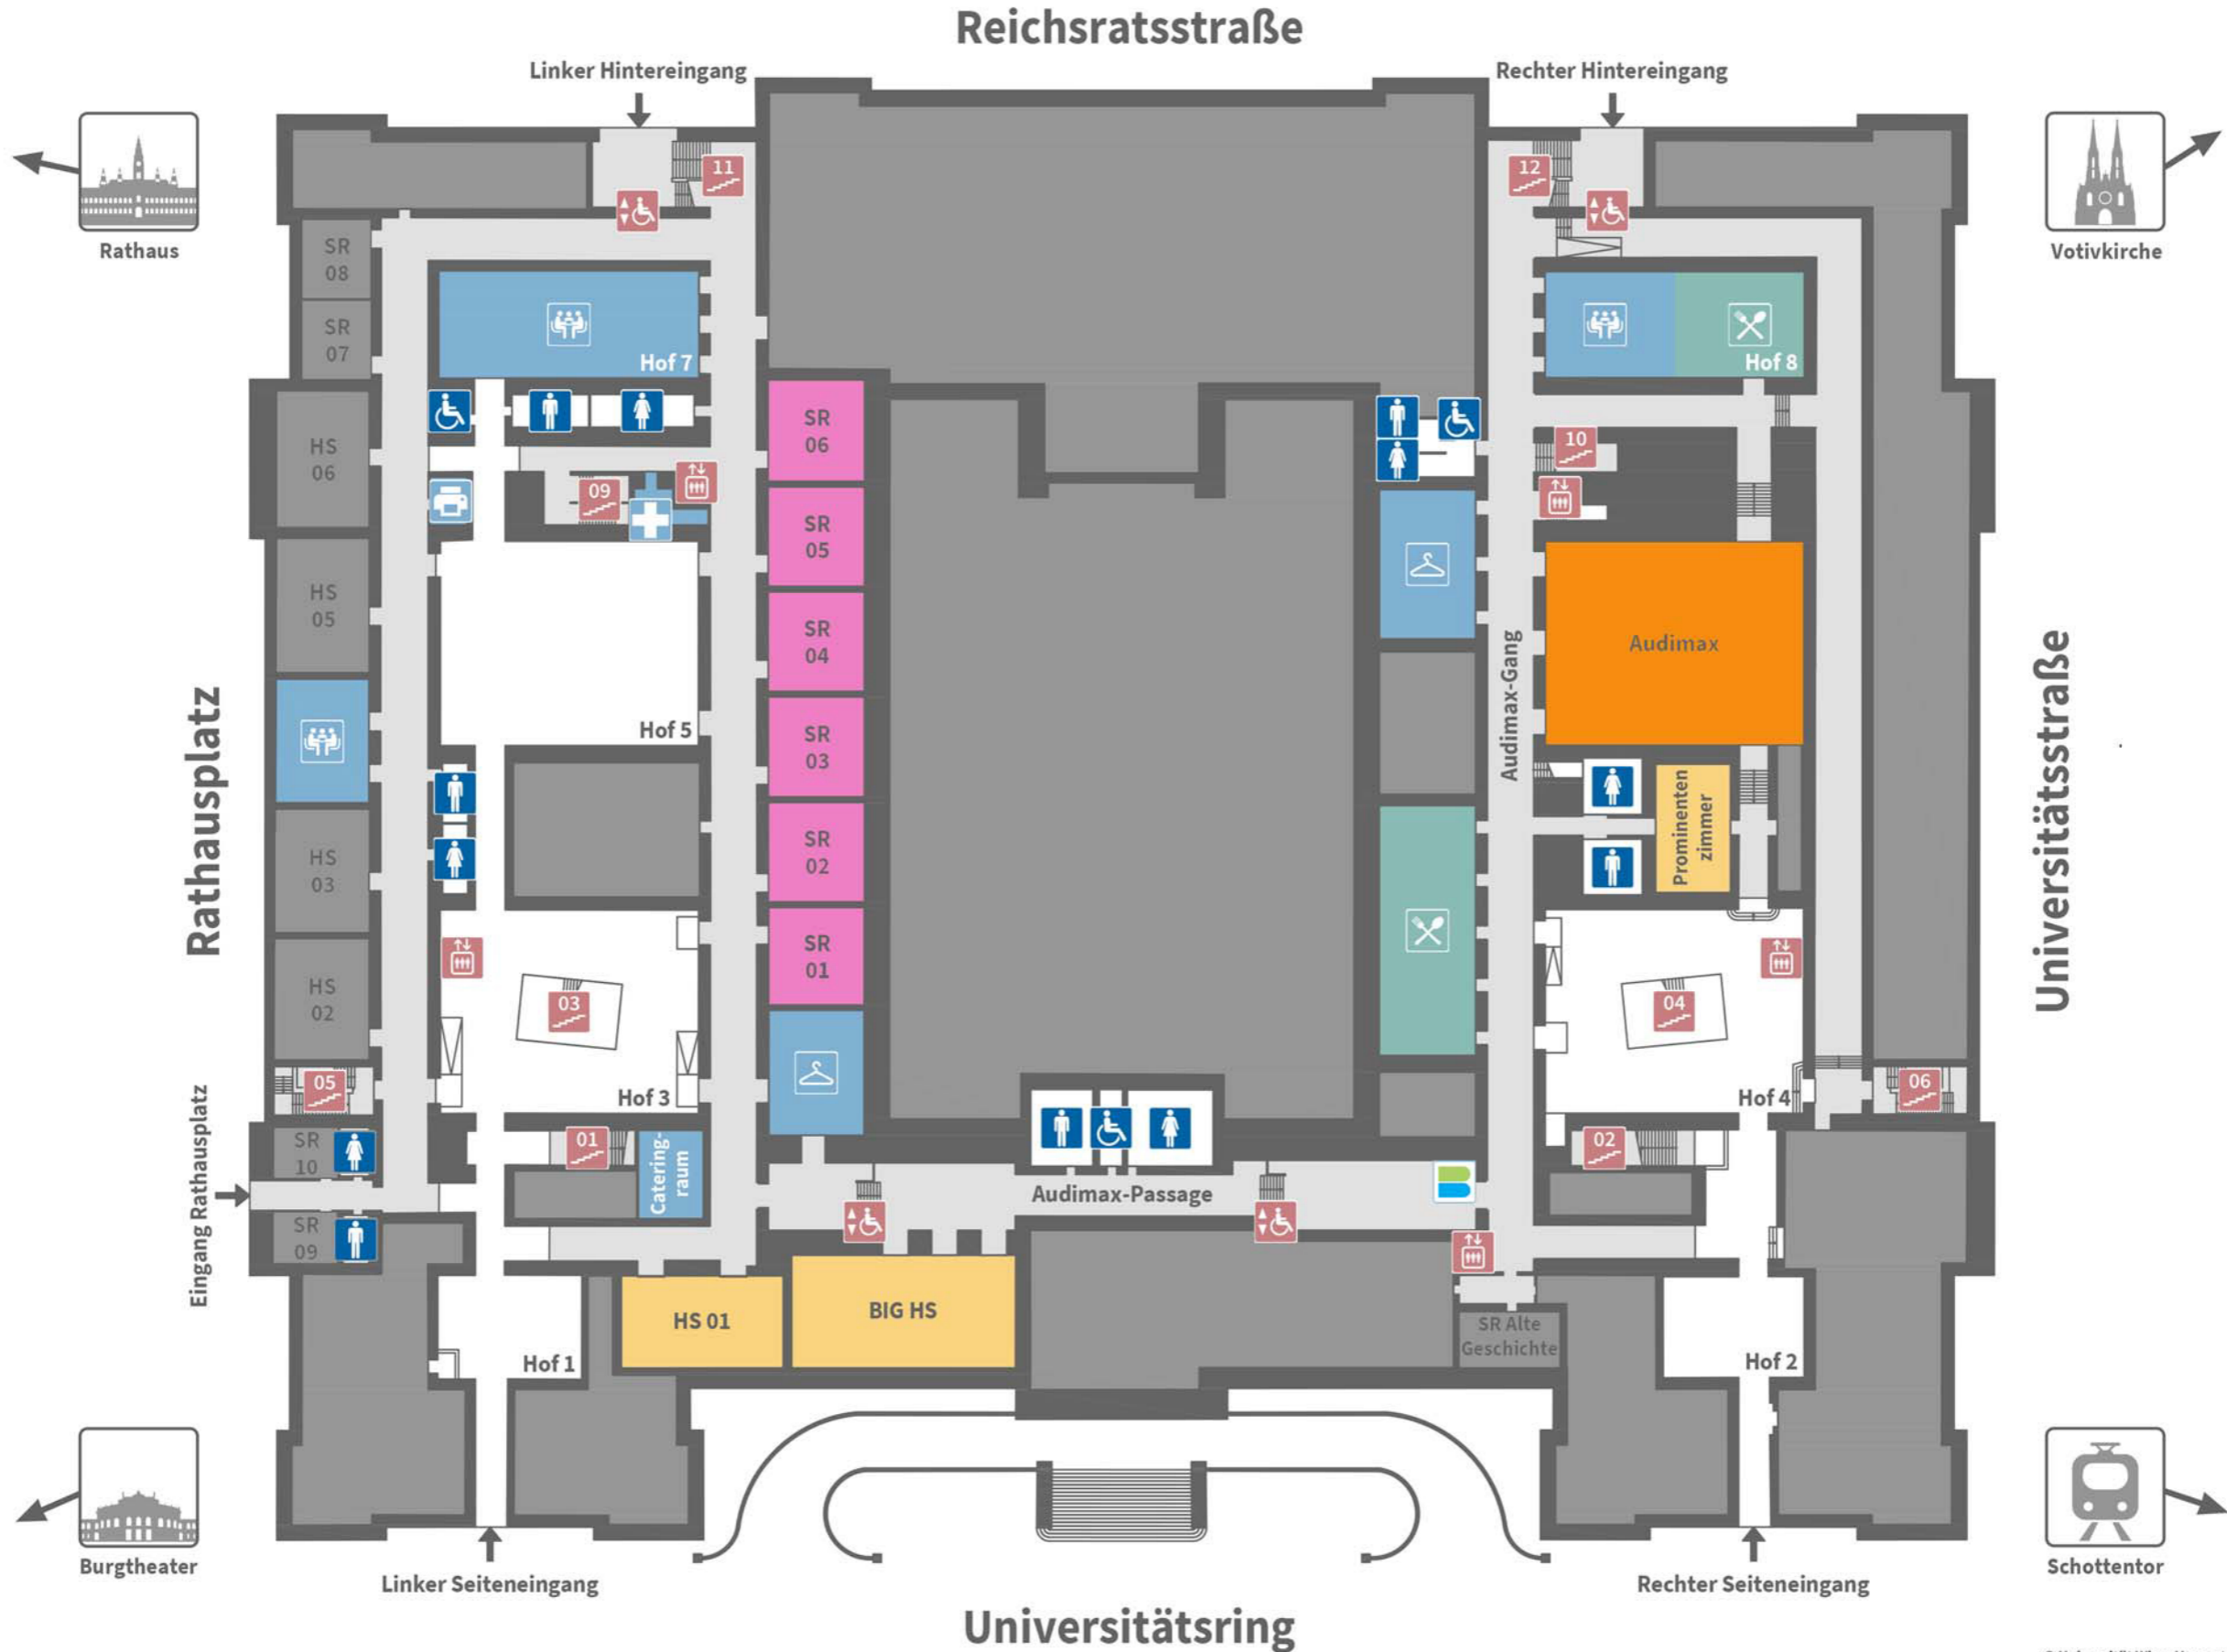 Reichsratsstraße
Linker Hintereingang
Rechter Hintereingang
Rathaus
Votivkirche
11
12
SR
08
SR
07
Hof 7
Hof 8
SR
06
HS
06
10
09
SR
05
HS
05
SR
04
Audimax
Audimax-Gang
Rathausplatz
Universitätsstraße
Hof 5
SR
03
Prominenten
zimmer
SR
02
HS
03
SR
01
HS
02
03
04
Hof 3
Hof 4
05
06
Eingang Rathausplatz
SR
10
01
02
Catering-
raum
Audimax-Passage
SR
09
HS 01
BIG HS
SR Alte
Geschichte
Hof 1
Hof 2
Burgtheater
Schottentor
Linker Seiteneingang
Rechter Seiteneingang
Universitätsring